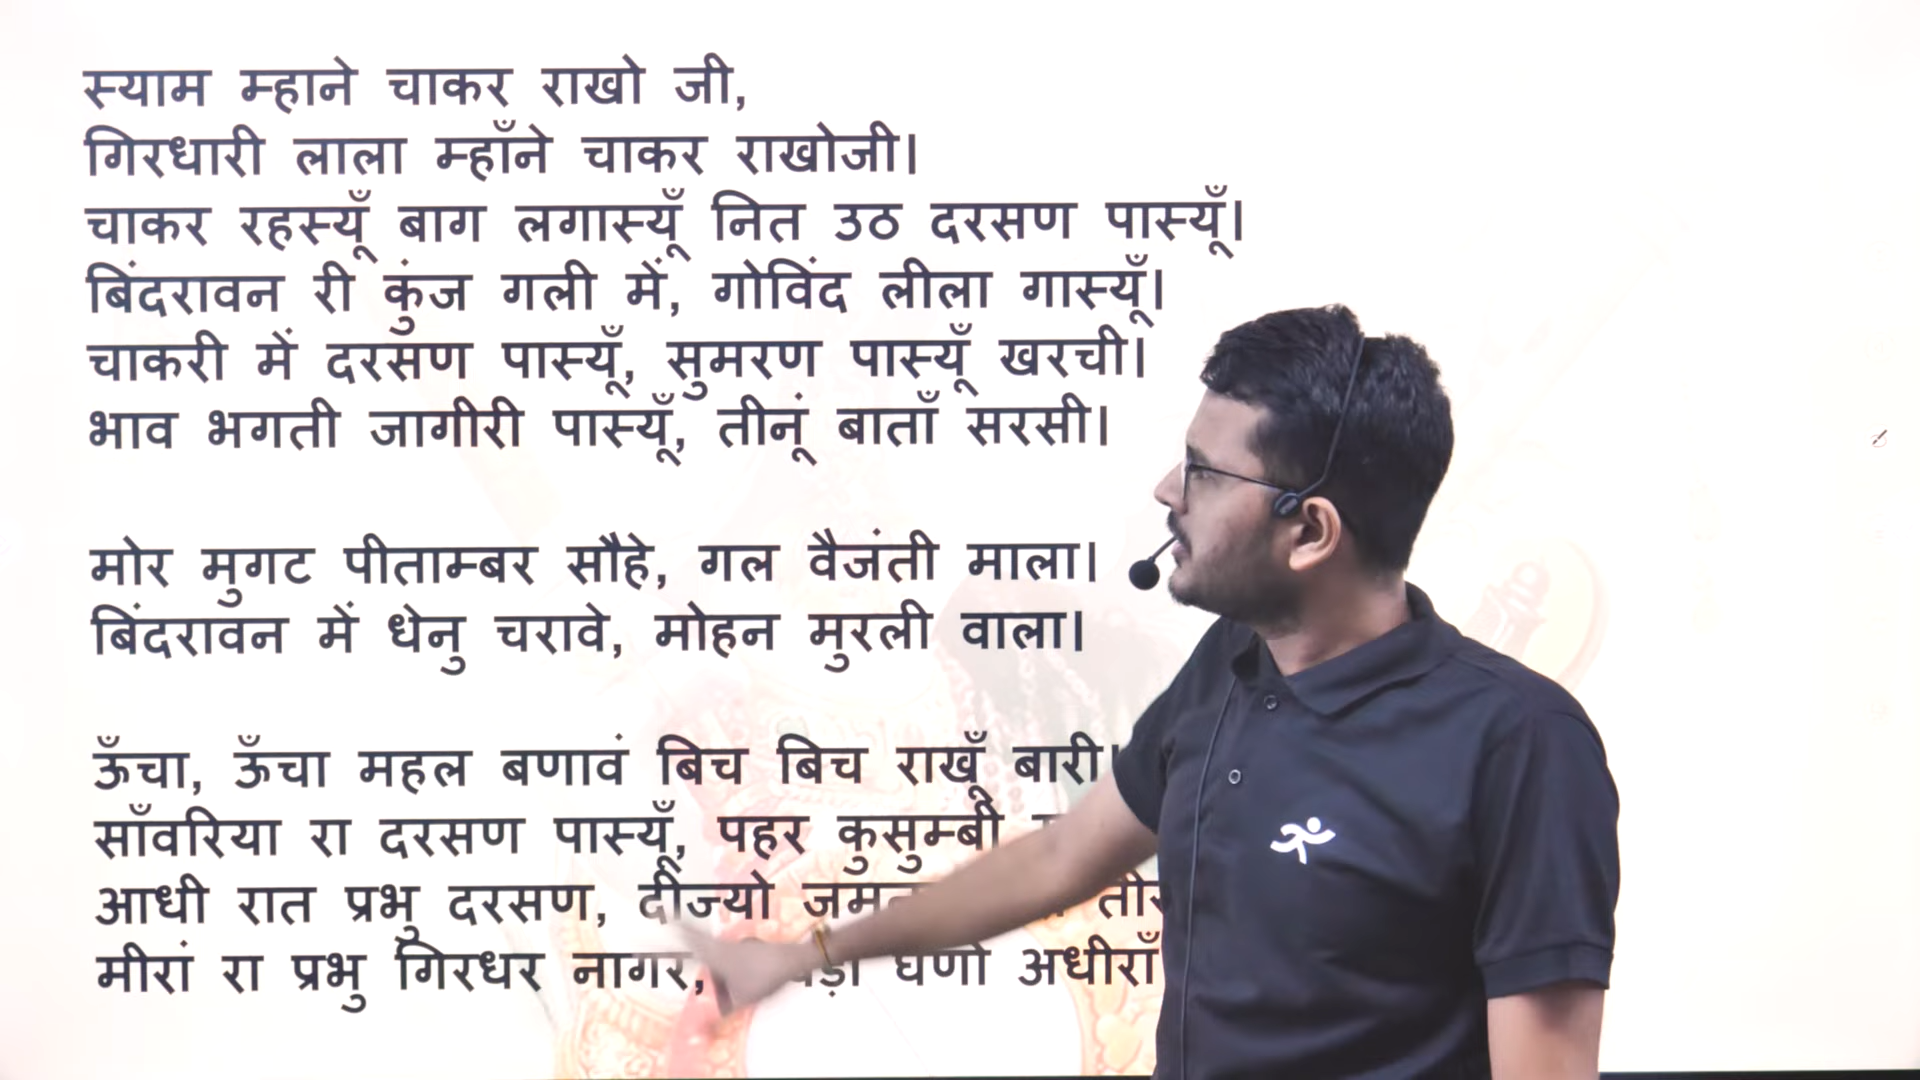 स्याम म्हाने चाकर राखो जी,
गिरधारी लाला म्हाँने चाकर राखोजी।
चाकर रहस्यूँ बाग लगास्यूँ नित उठ दरसण पास्यूँ।
बिंदरावन री कुंज गली में, गोविंद लीला गास्यूँ।
चाकरी में दरसण पास्यूँ, सुमरण पास्यूँ खरची।
भाव भगती जागीरी पास्यूँ, तीनूं बाताँ सरसी।
मोर मुगट पीताम्बर सौहे, गल वैजंती माला।
बिंदरावन में धेनु चरावे, मोहन मुरली वाला।
ऊँचा, ऊँचा महल बणावं बिच बिच राखूँ बारी।
साँवरिया रा दरसण पास्यूँ, पहर कुसुम्बी
आधी रात प्रभु दरसण, दीज्यो
मीरां रा प्रभु गिरधर नागर, घणो अधीराँ